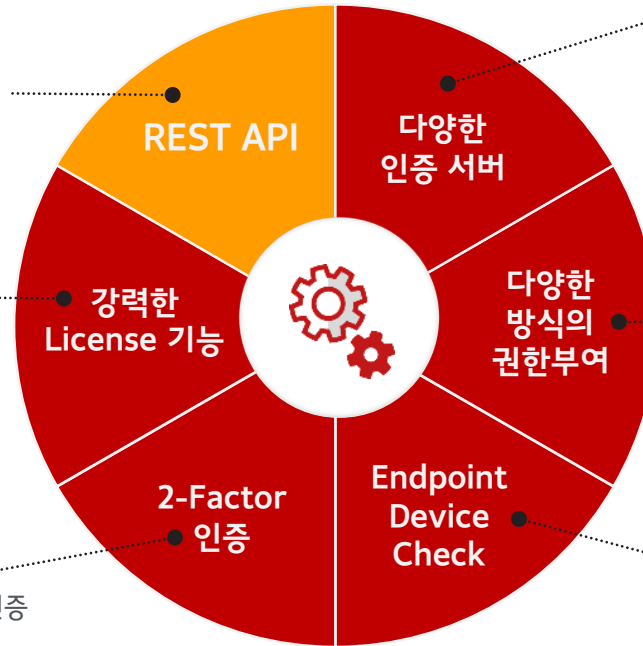 REST API
다양한
인증 서버
강력한
License 기능
다양한
방식의
권한부여
2-Factor
인증
Endpoint
Device
Check